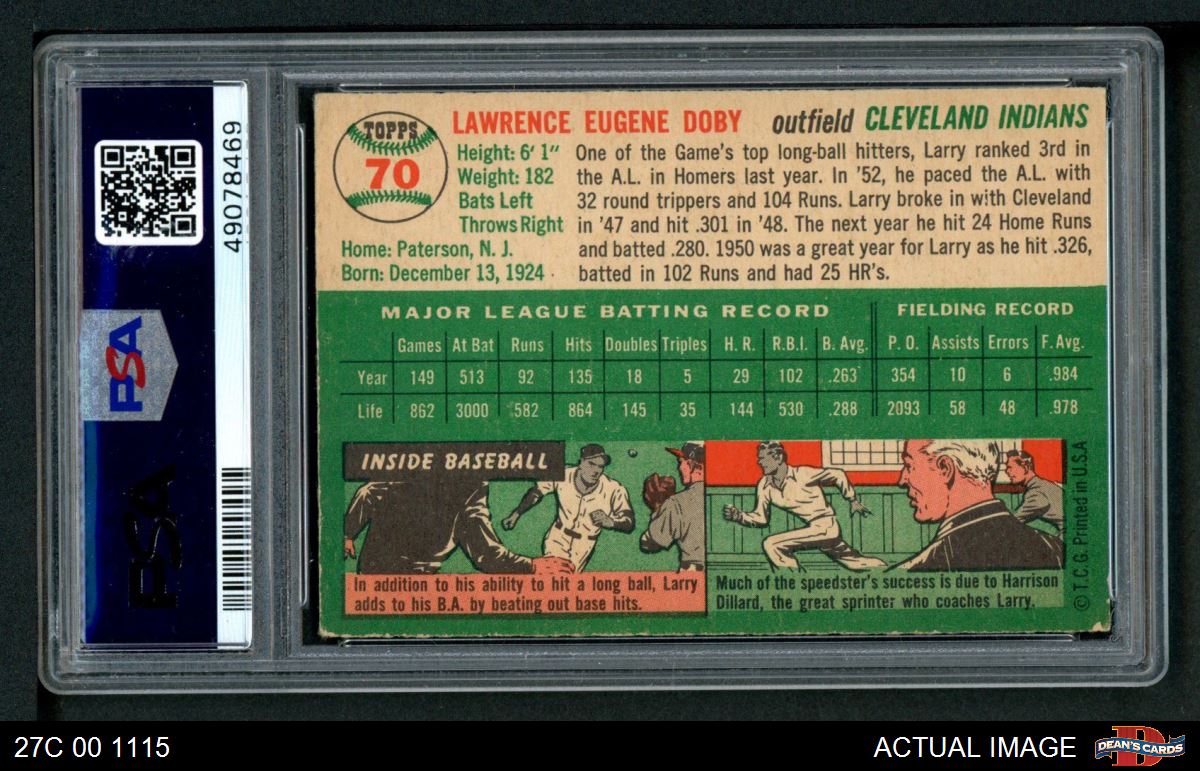 49078469
PSA
PSA
TOPPS
70
LAWRENCE EUGENE DOBY outfield CLEVELAND INDIANS
Height: 6' 1"
Weight: 182
Bats Left
Throws Right
Home: Paterson, N. J.
Born: December 13, 1924
One of the Game's top long-ball hitters, Larry ranked 3rd in
the A.L. in Homers last year. In '52, he paced the A.L. with
32 round trippers and 104 Runs. Larry broke in with Cleveland
in '47 and hit .301 in '48. The next year he hit 24 Home Runs
and batted .280. 1950 was a great year for Larry as he hit .326,
batted in 102 Runs and had 25 HR's.
MAJOR LEAGUE BATTING RECORD FIELDING RECORD
Games At Bat Runs Hits Doubles Triples H. R. R.B.I. B. Avg. P. O. Assists Errors F. Avg.
Year 149 513 92 135 18 5 29 102 .263 354 10 6 .984
Life 862 3000 582 864 145 35 144 530 .288 2093 58 48 .978
INSIDE BASEBALL
In addition to his ability to hit a long ball, Larry
adds to his B.A. by beating out base hits.
Much of the speedster's success is due to Harrison
Dillard, the great sprinter who coaches Larry.
© T.C.G. Printed in U.S.A
27C 00 1115
ACTUAL IMAGE
DEAN'S CARDS